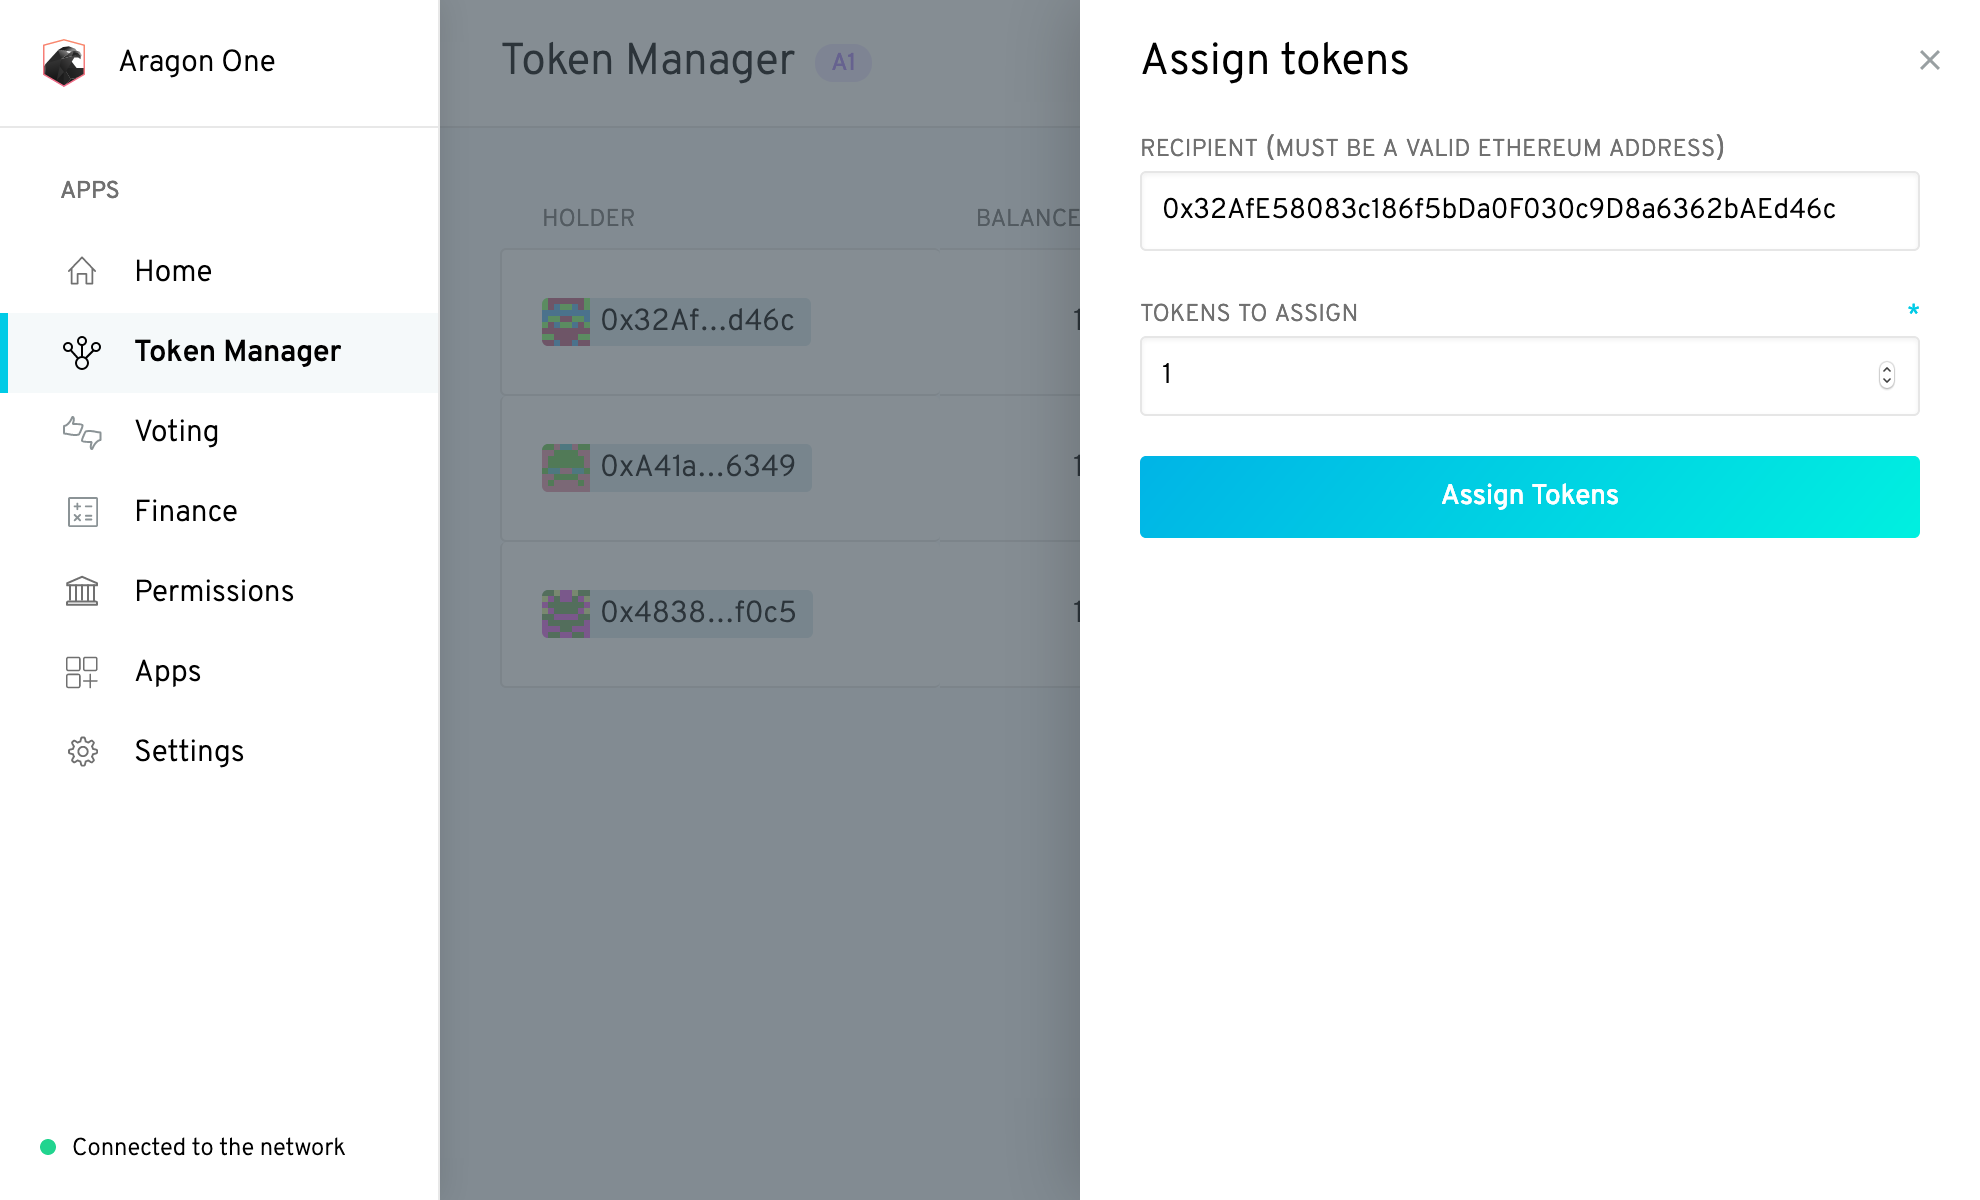 Aragon One
APPS
Home
Token Manager
Voting
Finance
Permissions
Apps
Settings
Connected to the network
Token Manager A1
HOLDER BALANCE
0x32Af...d46c 1
0xA41a...6349 1
0x4838...f0c5 1
Assign tokens
RECIPIENT (MUST BE A VALID ETHEREUM ADDRESS)
0x32AfE58083c186f5bDa0F030c9D8a6362bAEd46c
TOKENS TO ASSIGN *
1
Assign Tokens